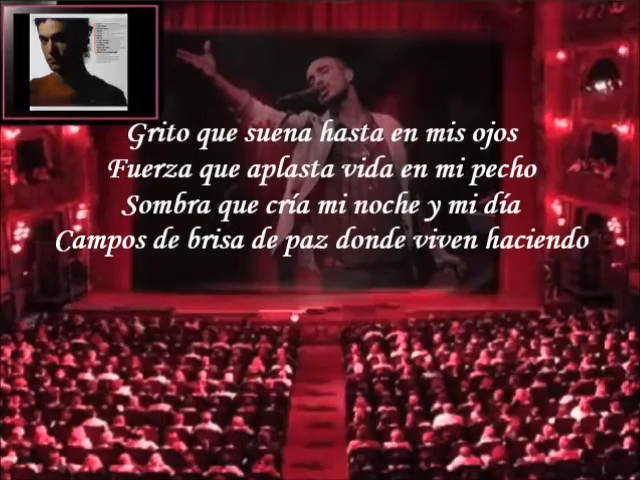 Grito que suena hasta en mis ojos
Fuerza que aplasta vida en mi pecho
Sombra que cría mi noche y mi día
Campos de brisa de paz donde viven haciendo